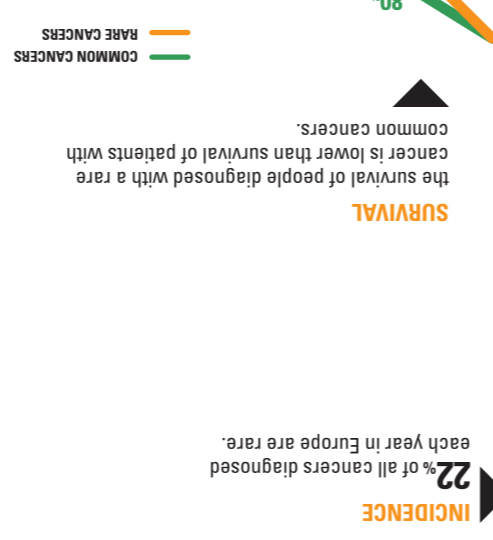 INCIDENCE
22% of all cancers diagnosed
each year in Europe are rare.
SURVIVAL
the survival of people diagnosed with a rare
cancer is lower than survival of patients with
common cancers.
COMMON CANCERS
RARE CANCERS